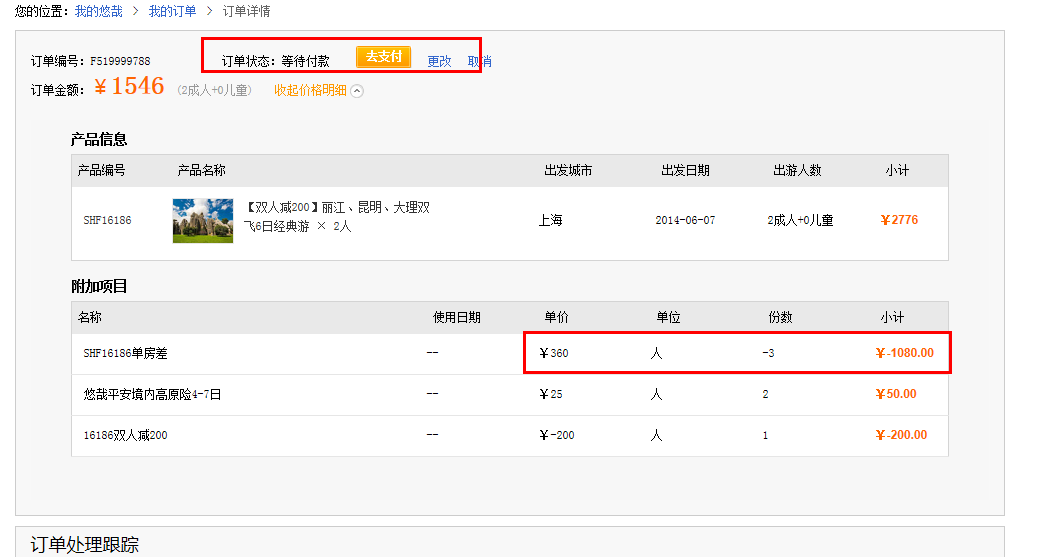 您的位置：我的悠哉 > 我的订单 > 订单详情
订单编号：F519999788 订单状态：等待付款 去支付 更改 取消
订单金额：￥1546 (2成人+0儿童) 收起价格明细
产品信息
产品编号 产品名称 出发城市 出发日期 出游人数 小计
SHF16186 【双人减200】丽江、昆明、大理双
飞6日经典游 × 2人 上海 2014-06-07 2成人+0儿童 ￥2776
附加项目
名称 使用日期 单价 单位 份数 小计
SHF16186单房差 -- ￥360 人 -3 ￥-1080.00
悠哉平安境内高原险4-7日 -- ￥25 人 2 ￥50.00
16186双人减200 -- ￥-200 人 1 ￥-200.00
订单处理跟踪